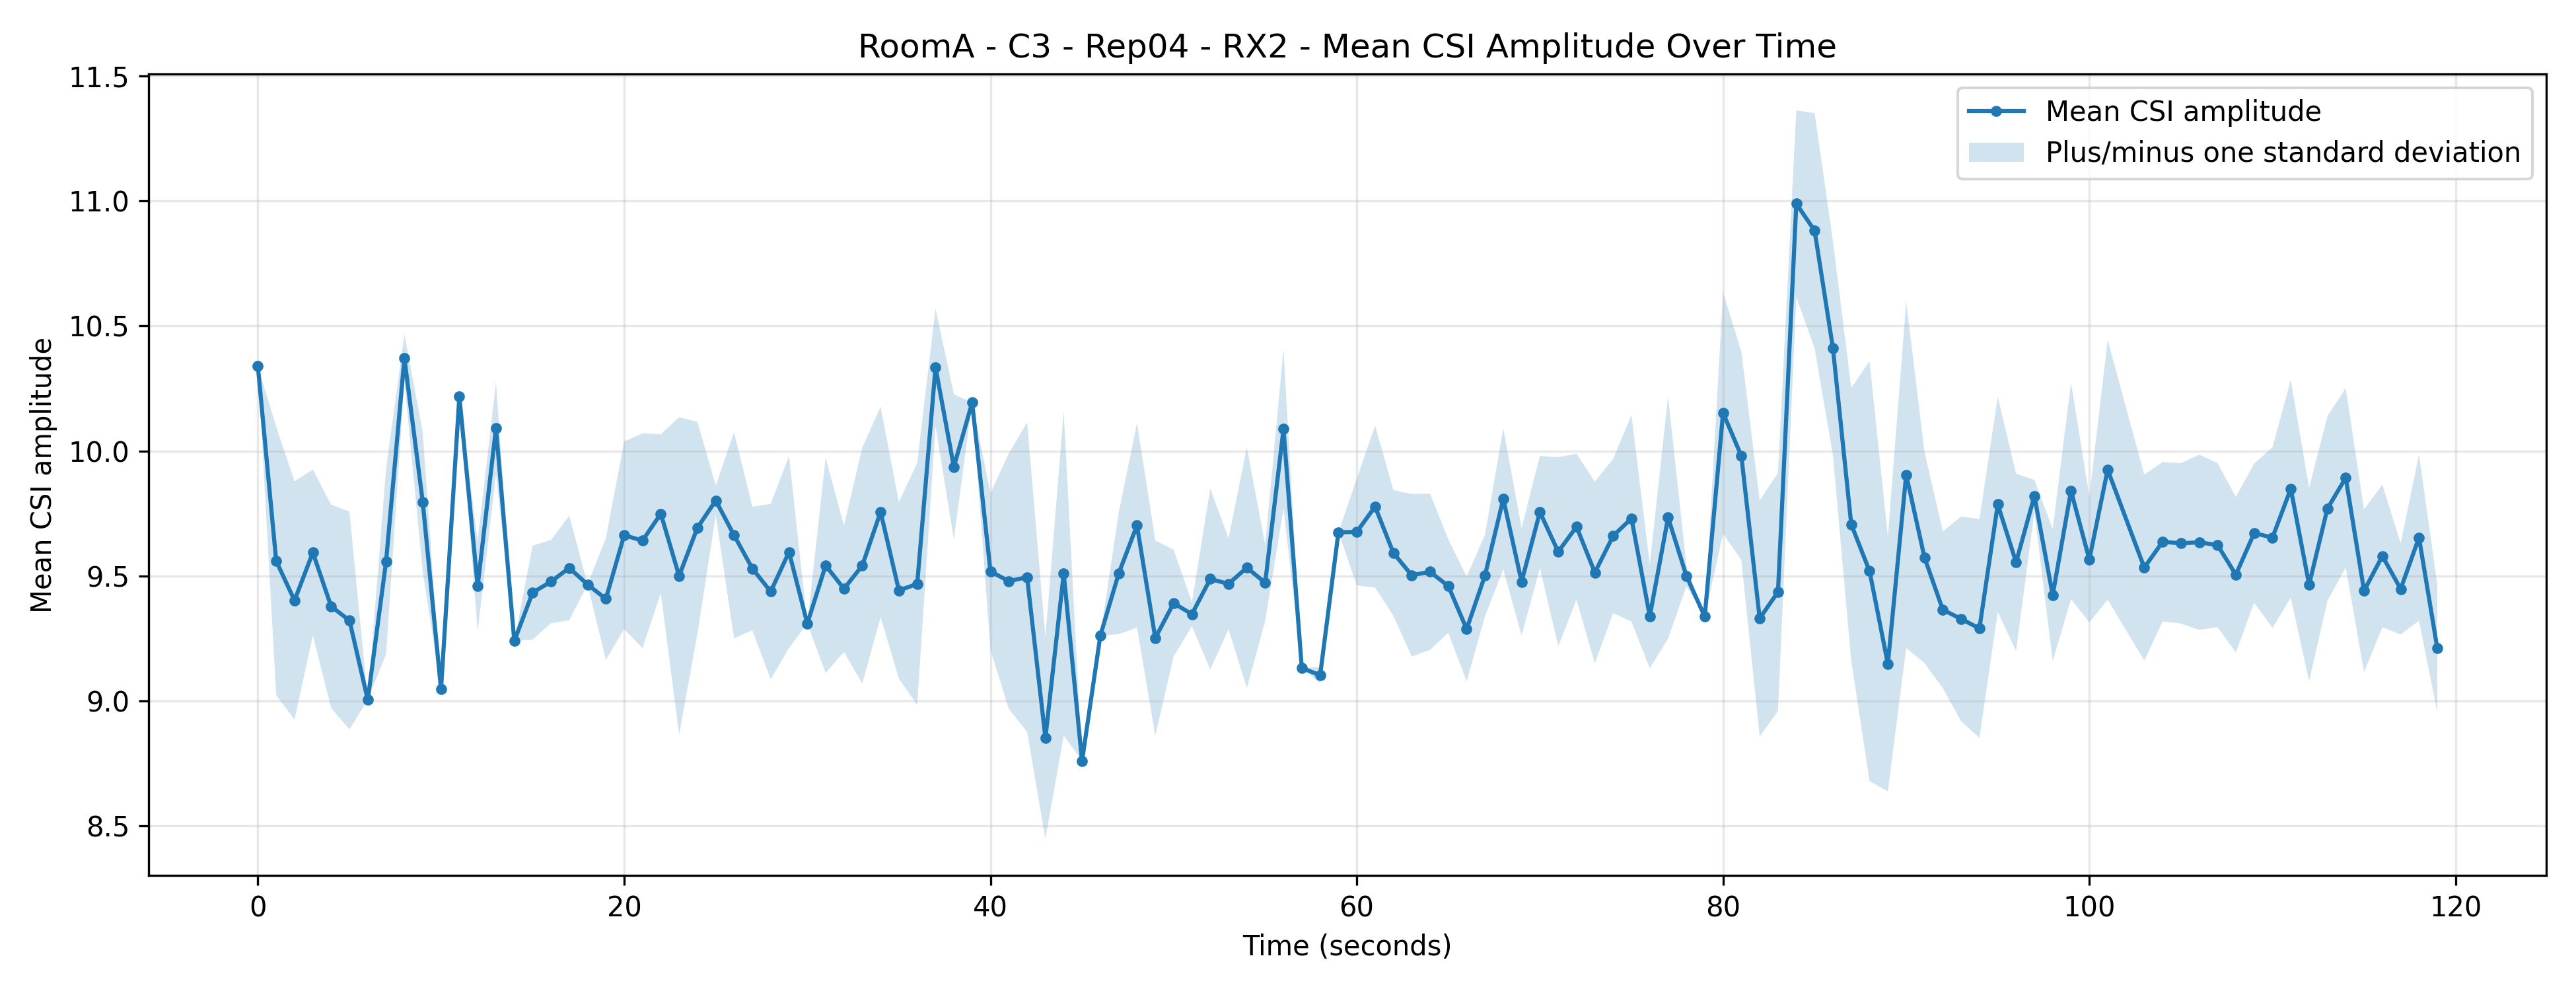 RoomA - C3 - Rep04 - RX2 - Mean CSI Amplitude Over Time
Mean CSI amplitude
Plus/minus one standard deviation
Mean CSI amplitude
11.5
11.0
10.5
10.0
9.5
9.0
8.5
0 20 40 60 80 100 120
Time (seconds)